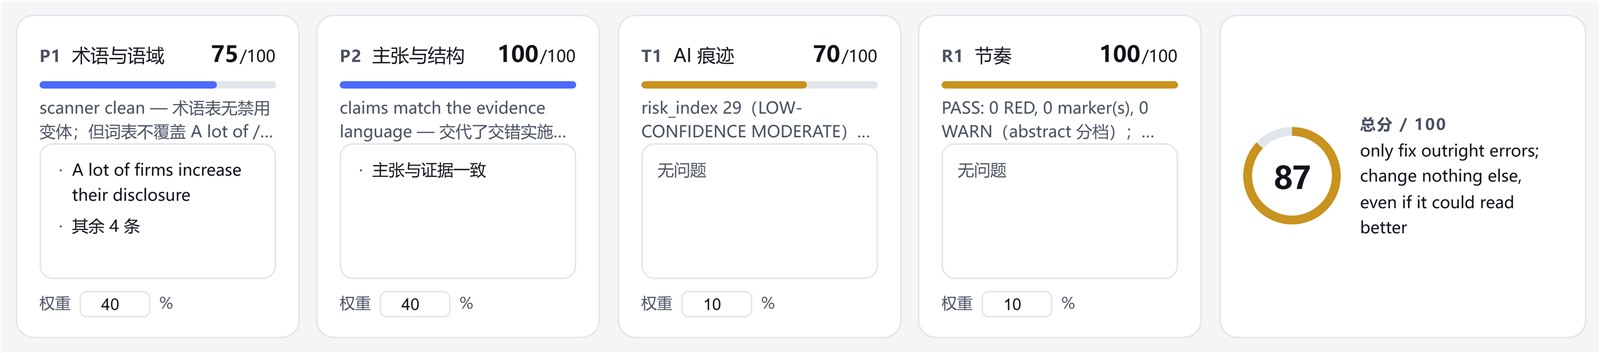 P1 术语与语域 75/100
scanner clean — 术语表无禁用
变体；但词表不覆盖 A lot of /...
· A lot of firms increase
their disclosure
· 其余 4 条
权重 40 %
P2 主张与结构 100/100
claims match the evidence
language — 交代了交错实施...
· 主张与证据一致
权重 40 %
T1 AI 痕迹 70/100
risk_index 29（LOW-
CONFIDENCE MODERATE）...
无问题
权重 10 %
R1 节奏 100/100
PASS: 0 RED, 0 marker(s), 0
WARN（abstract 分档）；...
无问题
权重 10 %
87
总分 / 100
only fix outright errors;
change nothing else,
even if it could read
better